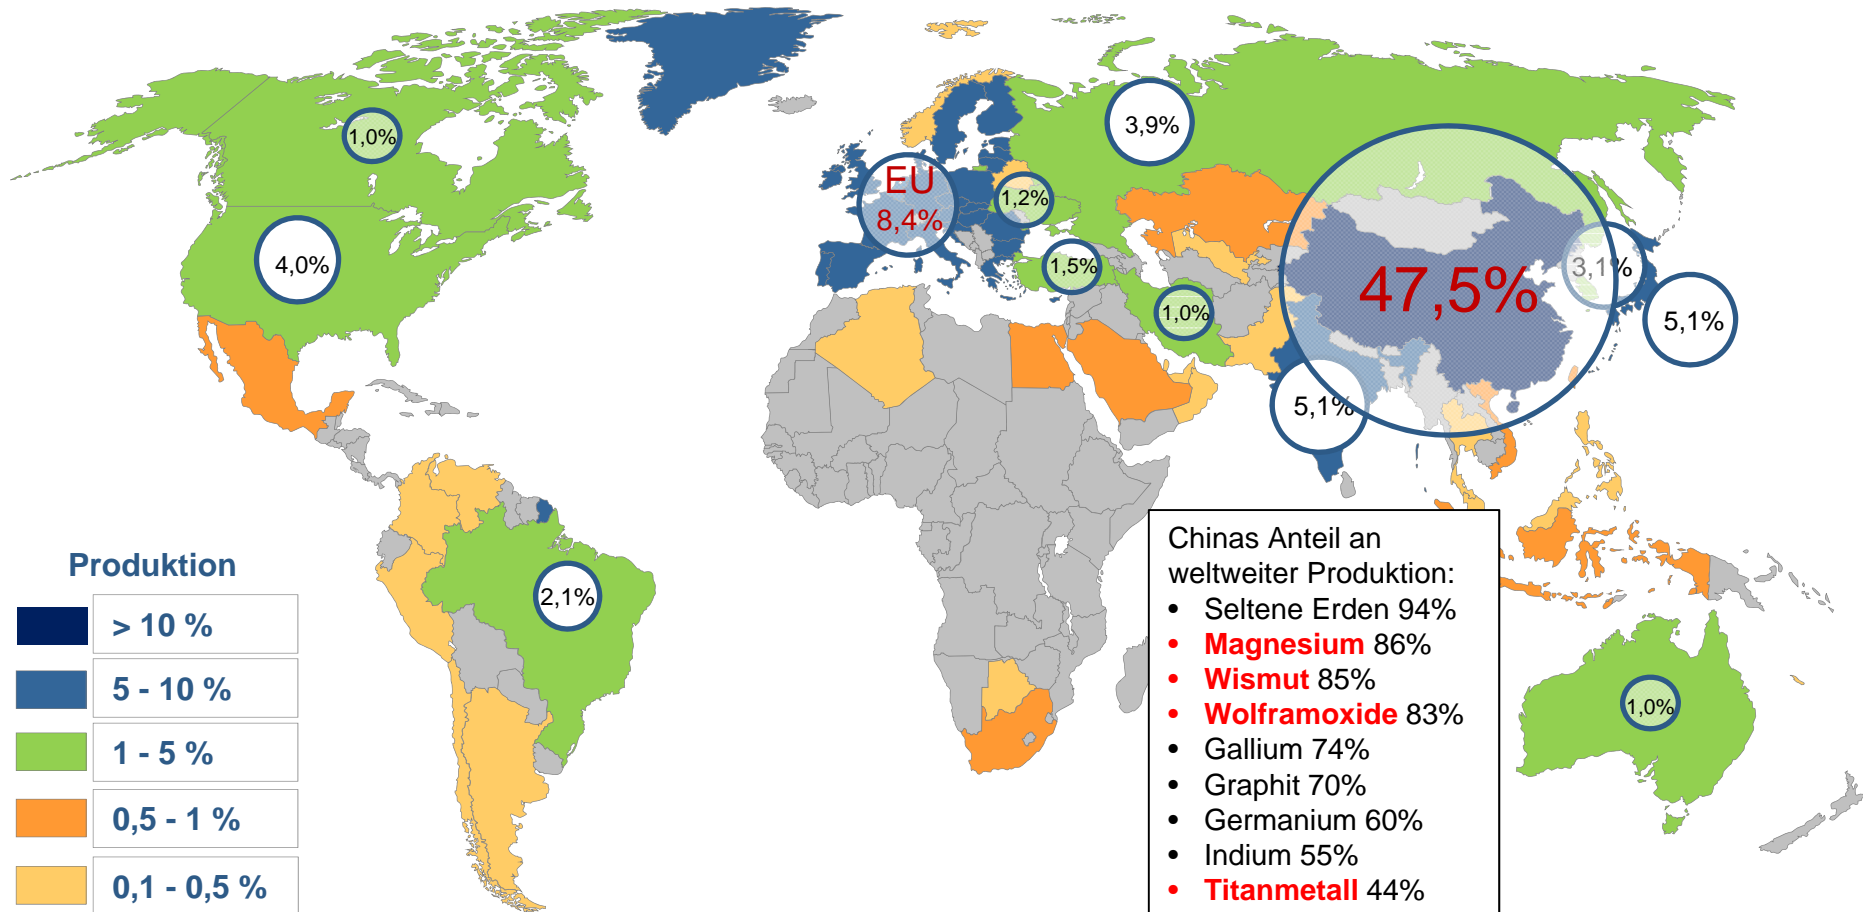 1,0%
3,9%
EU
8,4%
1,2%
4,0%
1,5%
1,0%
47,5%
3,1%
5,1%
5,1%
2,1%
1,0%
Produktion
> 10 %
5 - 10 %
1 - 5 %
0,5 - 1 %
0,1 - 0,5 %
Chinas Anteil an
weltweiter Produktion:
• Seltene Erden 94%
• Magnesium 86%
• Wismut 85%
• Wolframoxide 83%
• Gallium 74%
• Graphit 70%
• Germanium 60%
• Indium 55%
• Titanmetall 44%